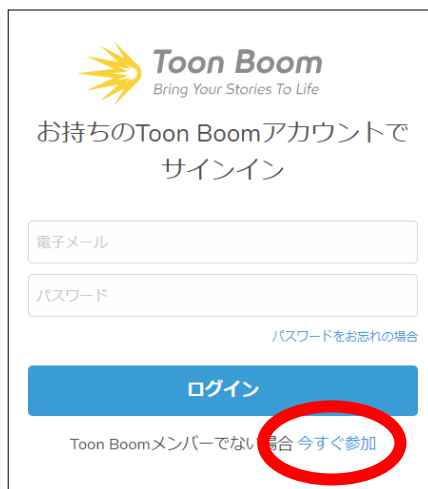 Toon Boom
Bring Your Stories To Life
お持ちのToon Boomアカウントで
サインイン
電子メール
パスワード
パスワードをお忘れの場合
ログイン
Toon Boomメンバーでない場合 今すぐ参加